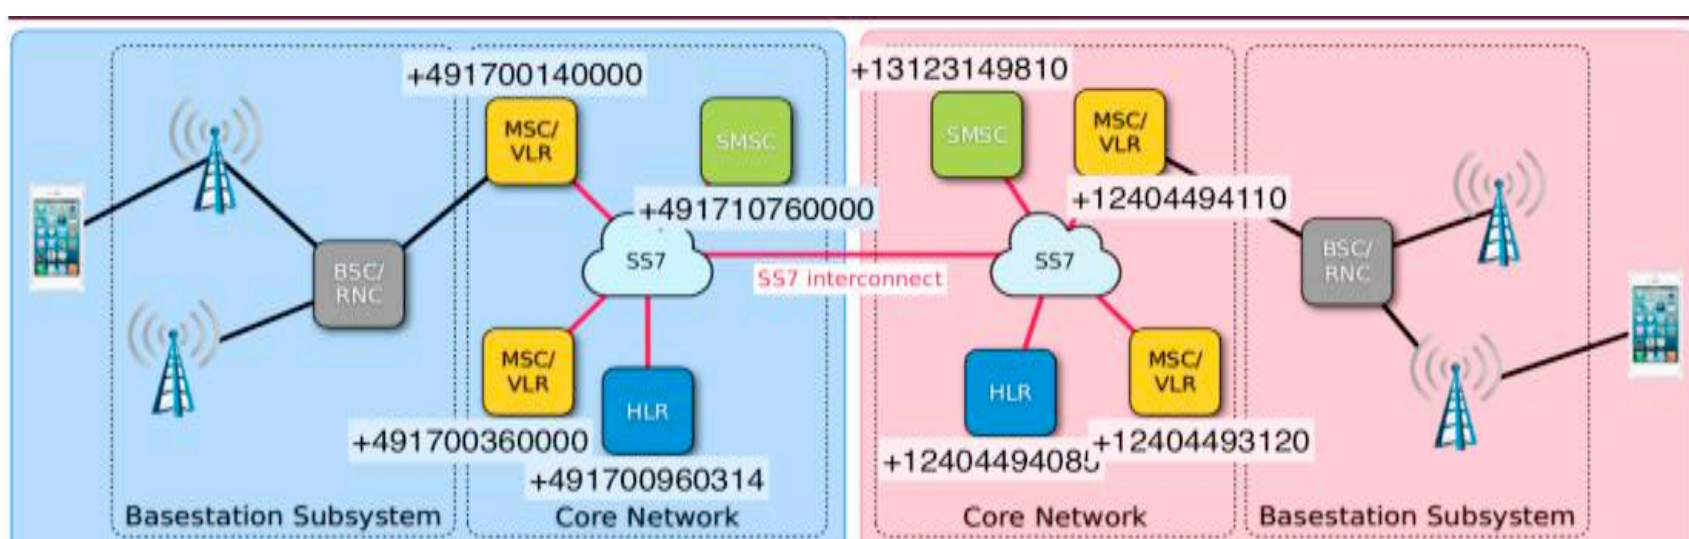 +491700140000
MSC/
VLR
SMSC
+491710760000
BSC/
RNC
SS7
SS7 interconnect
MSC/
VLR
HLR
+491700360000
+491700960314
Basestation Subsystem
Core Network
+13123149810
SMSC
MSC/
VLR
+12404494110
SS7
BSC/
RNC
HLR
MSC/
VLR
+12404493120
Core Network
Basestation Subsystem